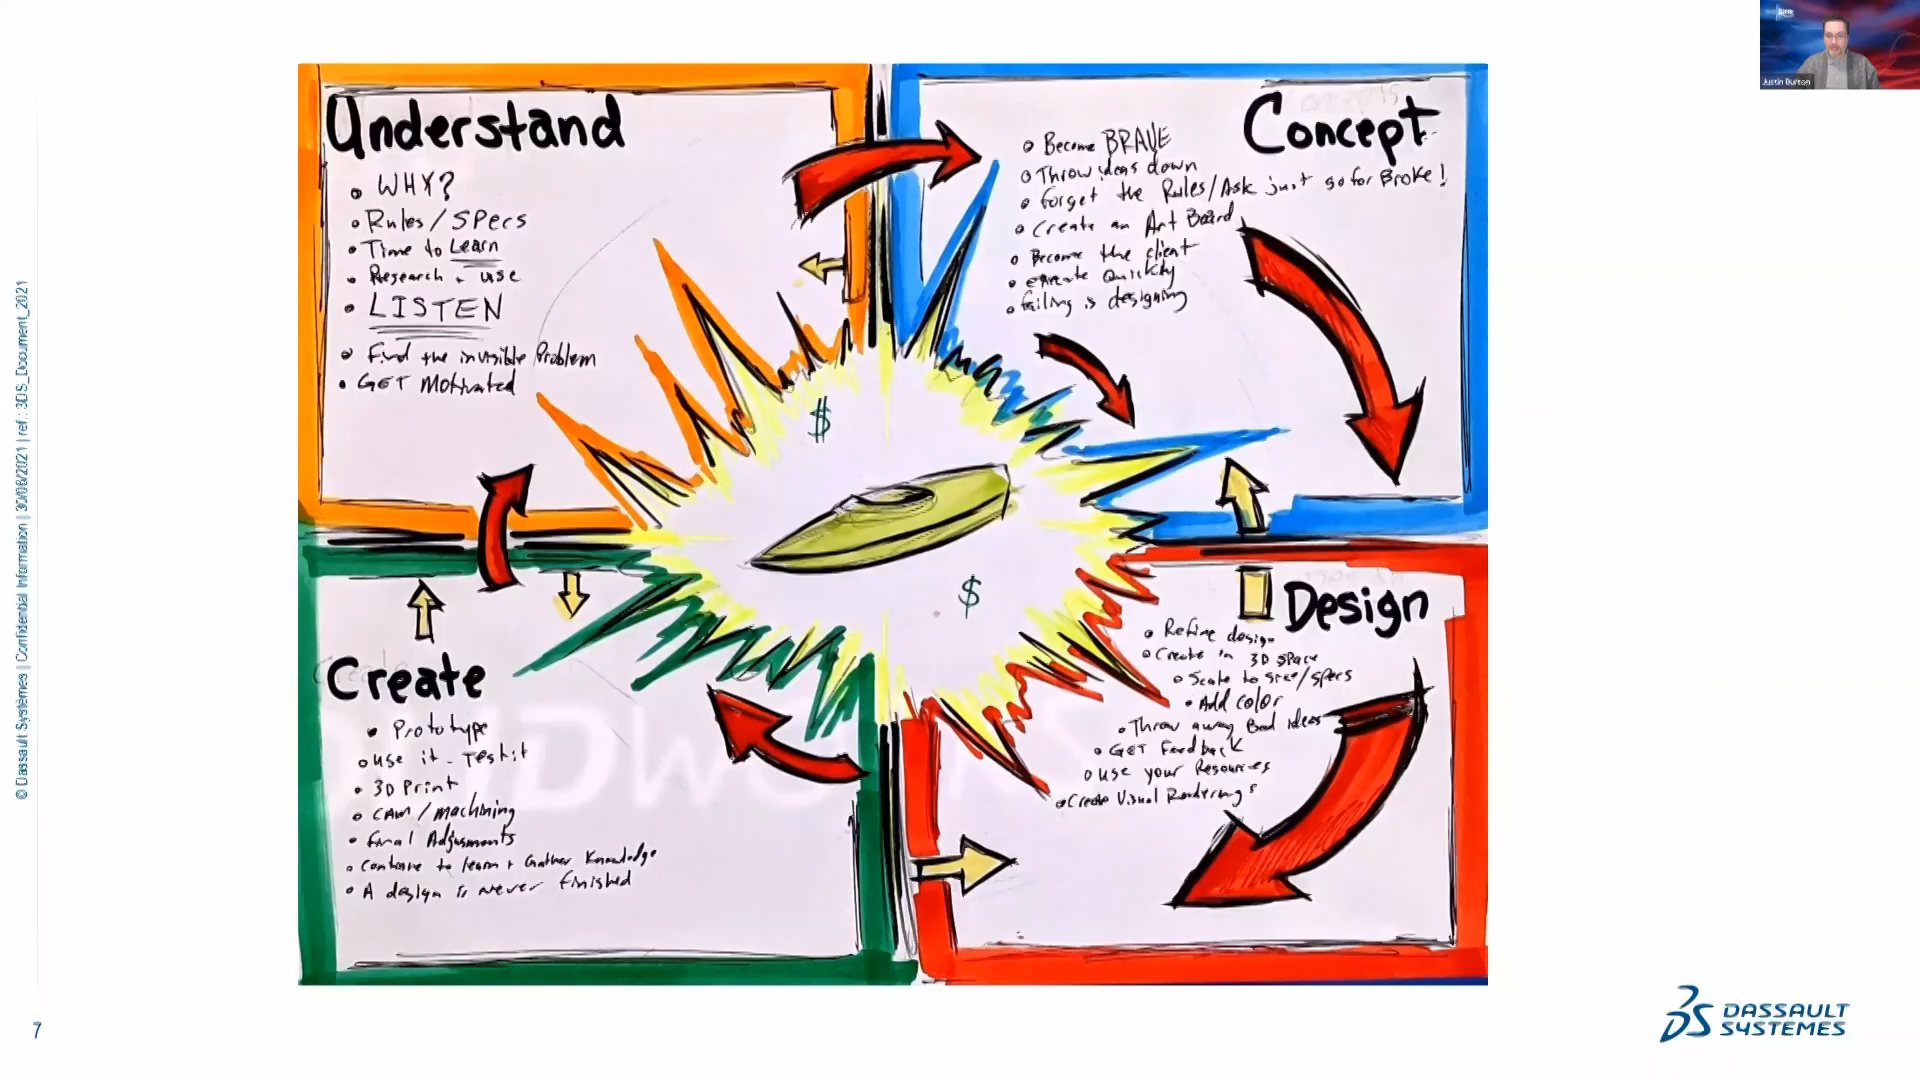 Understand
• WHY?
• Rules/SPecs
• Time to Learn
• Research + use
• LISTEN
• Find the invisible Problem
• GET Motivated
Concept
• Become BRAVE
• Throw ideas down
• forget the Rules/Ask just go for Broke!
• Create an Art Board
• Become the client
• Quickly
• failing is designing
$
$
Create
• Prototype
• Use it - Test it
• 3D Print
• CAM/machining
• Final Adjusments
• Continue to learn + Gather Knowledge
• A design is never finished
Design
• Refine design
• Create in 3D space
• Scale to size/specs
• Add color
• Throw away Bad ideas
• GET Feedback
• Use your Resources
• Create Visual Renderings
© Dassault Systèmes | Confidential Information | 30/06/2021 | ref.: 3DS_Document_2021
7
DASSAULT
SYSTEMES
Justin Burton